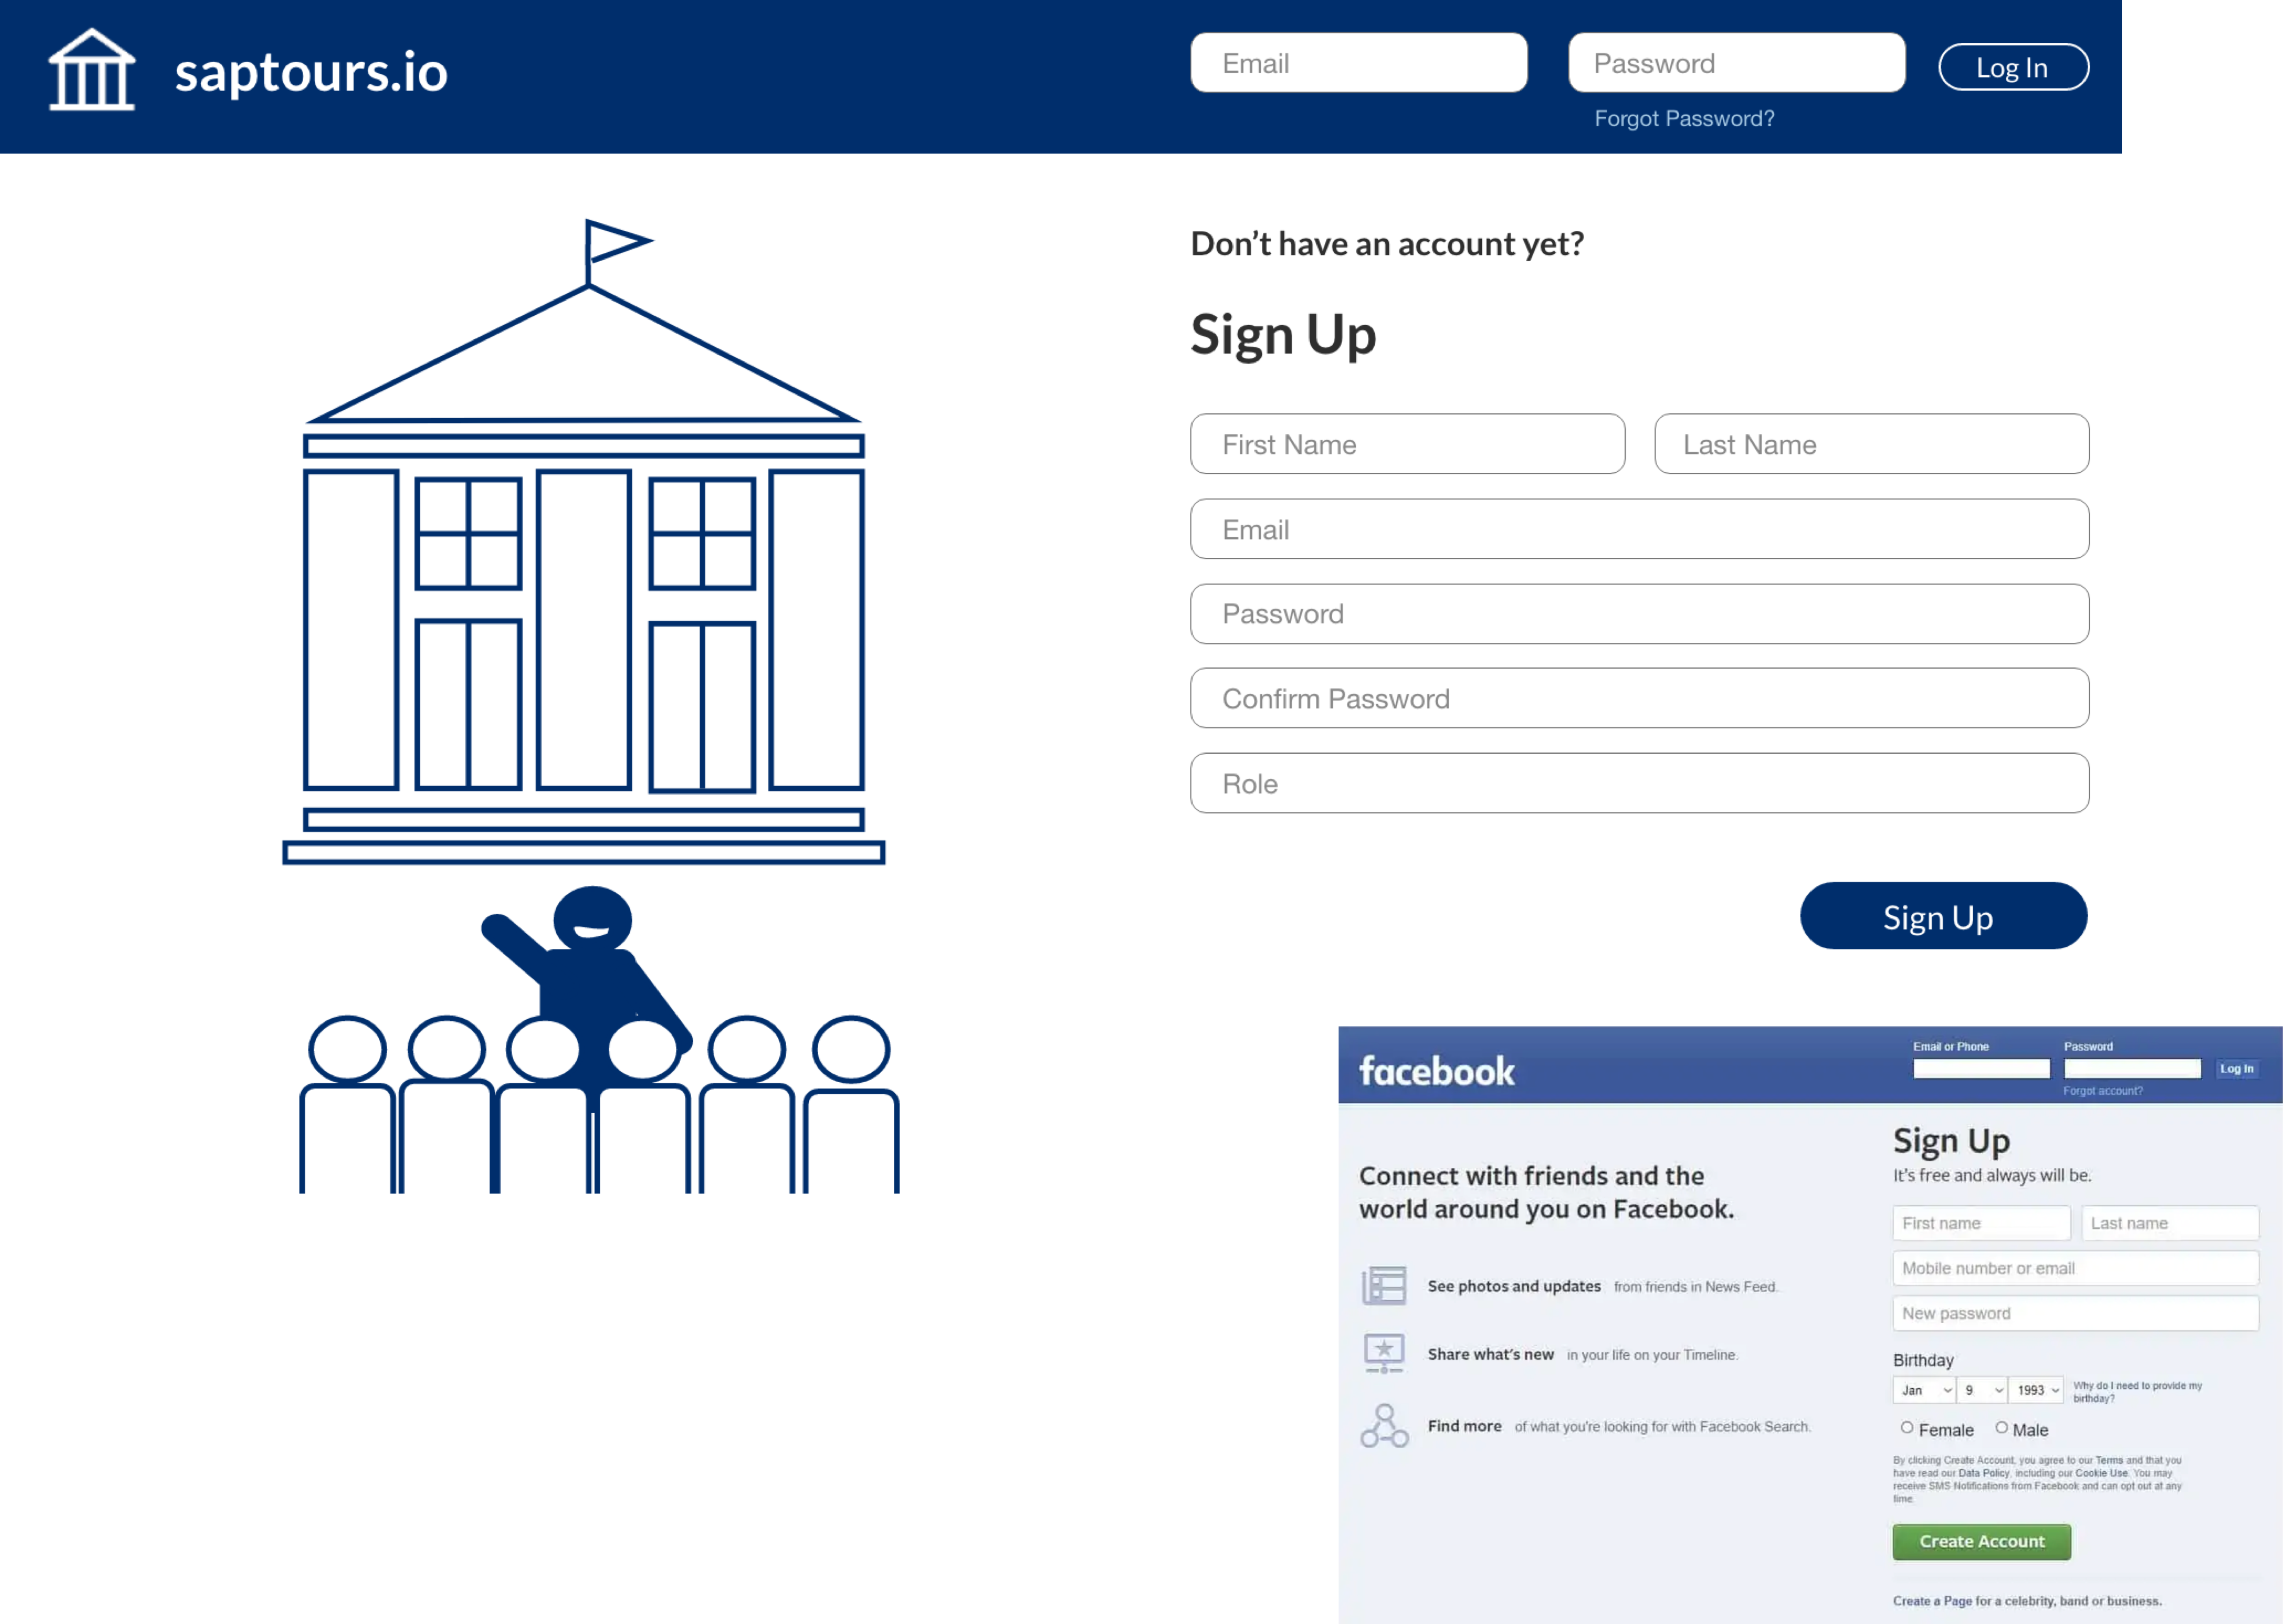 saptours.io
Email
Password
Log In
Forgot Password?
Don’t have an account yet?
Sign Up
First Name
Last Name
Email
Password
Confirm Password
Role
Sign Up
facebook
Email or Phone
Password
Log In
Forgot account?
Connect with friends and the
world around you on Facebook.
See photos and updates from friends in News Feed.
Share what's new in your life on your Timeline.
Find more of what you're looking for with Facebook Search.
Sign Up
It's free and always will be.
First name
Last name
Mobile number or email
New password
Birthday
Jan 9 1993
Why do I need to provide my
birthday?
Female
Male
By clicking Create Account, you agree to our Terms and that you
have read our Data Policy, including our Cookie Use. You may
receive SMS Notifications from Facebook and can opt out at any
time.
Create Account
Create a Page for a celebrity, band or business.